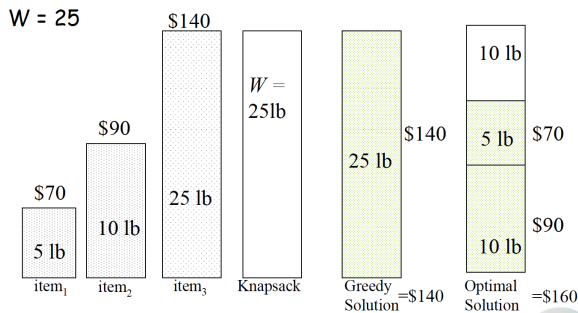 W = 25
$140
10 lb
W =
25lb
$90
$140
5 lb
$70
25 lb
$70
25 lb
10 lb
$90
5 lb
10 lb
item1
item2
item3
Knapsack
Greedy Solution =$140
Optimal Solution =$160